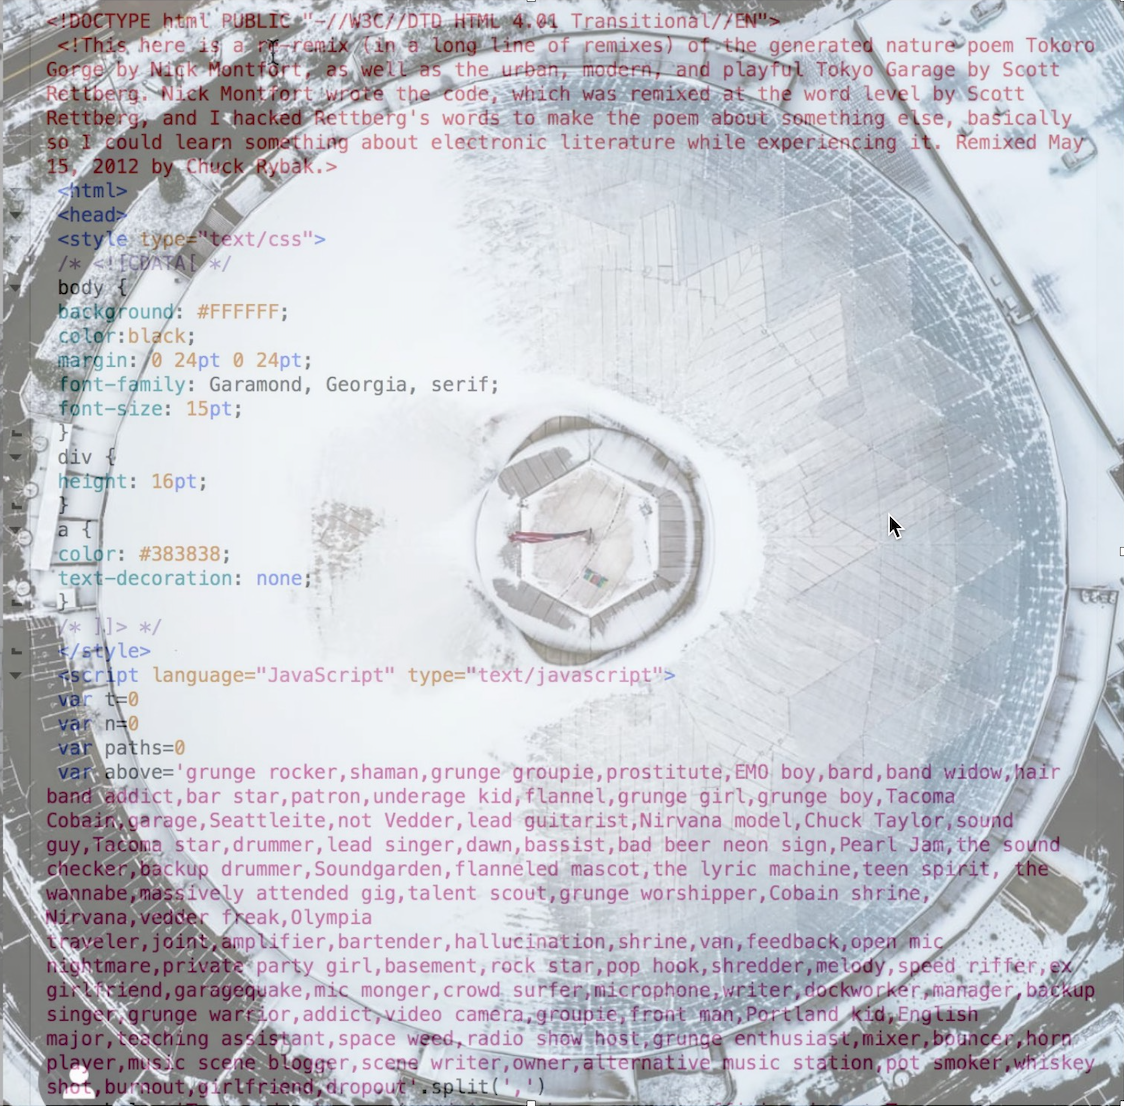 <!DOCTYPE html PUBLIC "-//W3C//DTD HTML 4.01 Transitional//EN">
<!This here is a re-remix (in a long line of remixes) of the generated nature poem Tokoro
Gorge by Nick Montfort, as well as the urban, modern, and playful Tokyo Garage by Scott
Rettberg. Nick Montfort wrote the code, which was remixed at the word level by Scott
Rettberg, and I hacked Rettberg's words to make the poem about something else, basically
so I could learn something about electronic literature while experiencing it. Remixed May
15, 2012 by Chuck Rybak.>
<html>
<head>
<style type="text/css">
/* <![CDATA[ */
body {
background: #FFFFFF;
color:black;
margin: 0 24pt 0 24pt;
font-family: Garamond, Georgia, serif;
font-size: 15pt;
}
div {
height: 16pt;
}
a {
color: #383838;
text-decoration: none;
}
/* ]]> */
</style>
<script language="JavaScript" type="text/javascript">
var t=0
var n=0
var paths=0
var above='grunge rocker,shaman,grunge groupie,prostitute,EMO boy,bard,band widow,hair
band addict,bar star,patron,underage kid,flannel,grunge girl,grunge boy,Tacoma
Cobain,garage,Seattleite,not Vedder,lead guitarist,Nirvana model,Chuck Taylor,sound
guy,Tacoma star,drummer,lead singer,dawn,bassist,bad beer neon sign,Pearl Jam,the sound
checker,backup drummer,Soundgarden,flanneled mascot,the lyric machine,teen spirit, the
wannabe,massively attended gig,talent scout,grunge worshipper,Cobain shrine,
Nirvana,vedder freak,Olympia
traveler,joint,amplifier,bartender,hallucination,shrine,van,feedback,open mic
nightmare,private party girl,basement,rock star,pop hook,shredder,melody,speed riffer,ex
girlfriend,garagequake,mic monger,crowd surfer,microphone,writer,dockworker,manager,backup
singer,grunge warrior,addict,video camera,groupie,front man,Portland kid,English
major,teaching assistant,space weed,radio show host,grunge enthusiast,mixer,bouncer,horn
player,music scene blogger,scene writer,owner,alternative music station,pot smoker,whiskey
shot,burnout,girlfriend,dropout'.split(',')